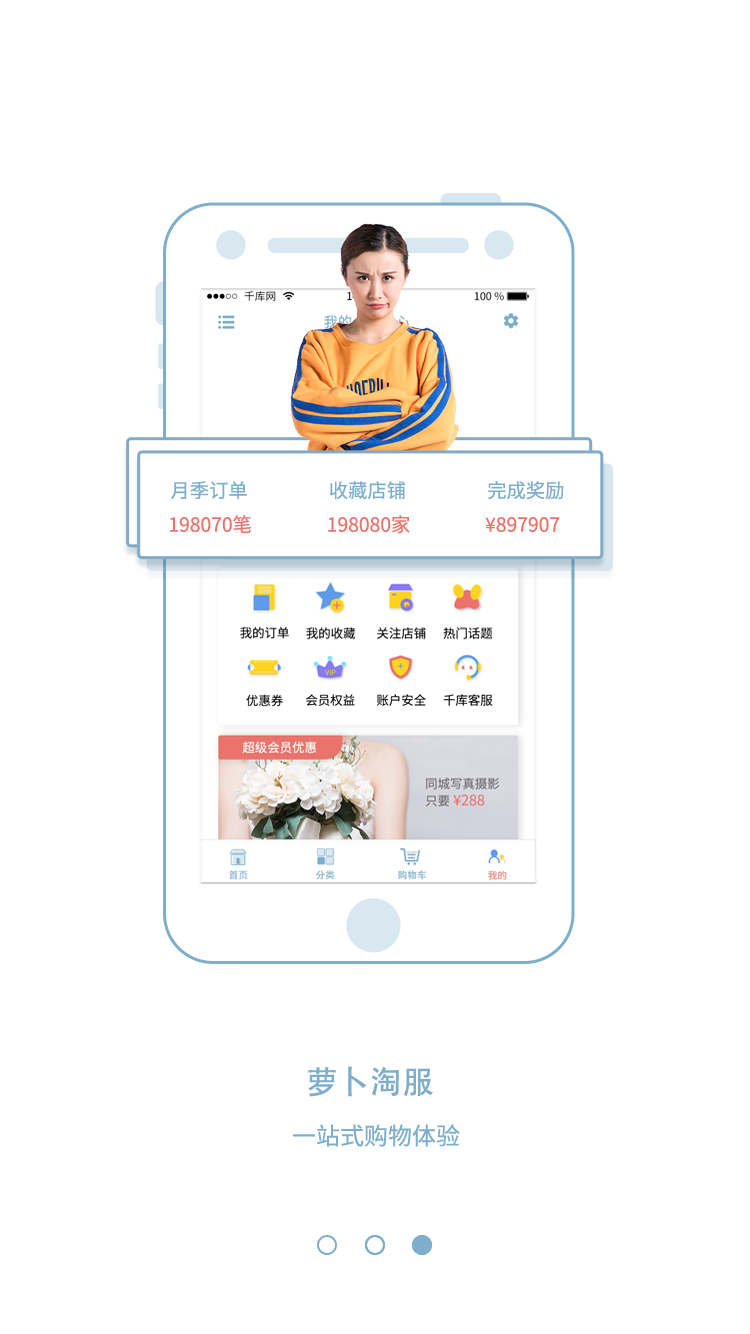 千库网
100 %
我的
月季订单 收藏店铺 完成奖励
198070笔 198080家 ¥897907
我的订单 我的收藏 关注店铺 热门话题
VIP
优惠券 会员权益 账户安全 千库客服
超级会员优惠
同城写真摄影
只要 ¥288
首页 分类 购物车 我的
萝卜淘服
一站式购物体验